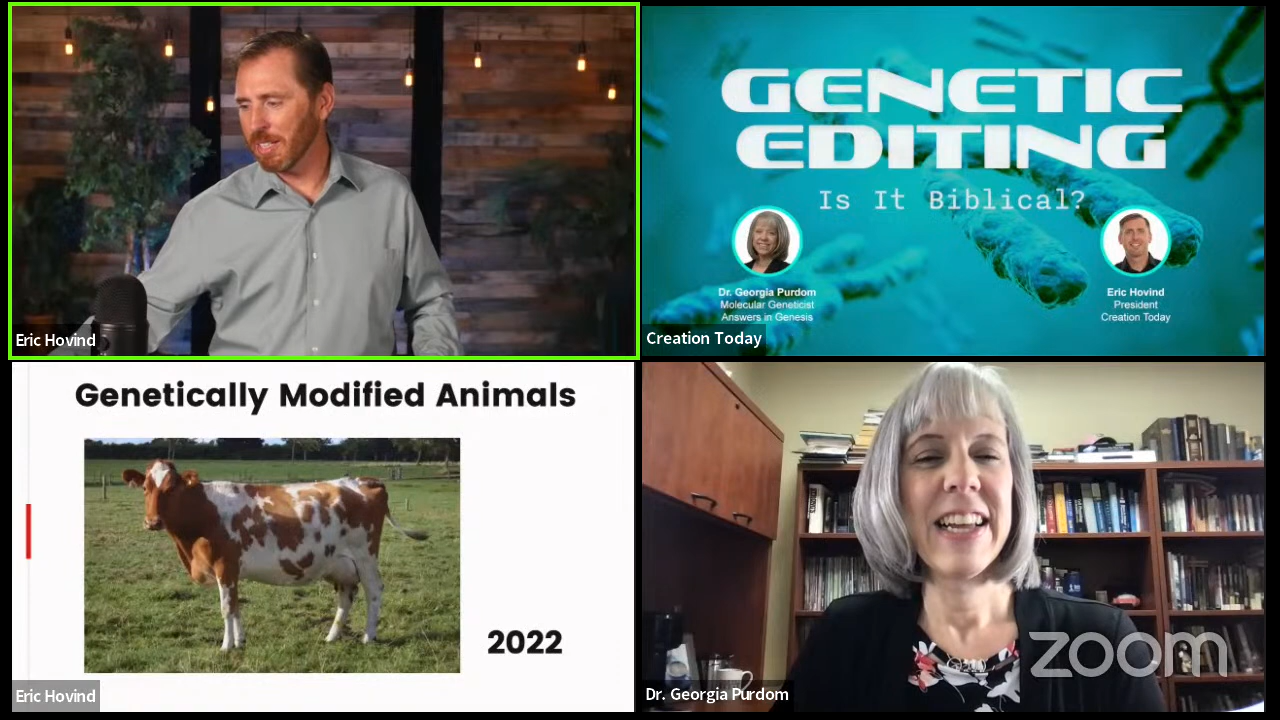 Eric Hovind
GENETIC
EDITING
Is It Biblical?
Dr. Georgia Purdom
Molecular Geneticist
Answers in Genesis
Eric Hovind
President
Creation Today
Creation Today
Genetically Modified Animals
2022
Eric Hovind
Dr. Georgia Purdom
zoom